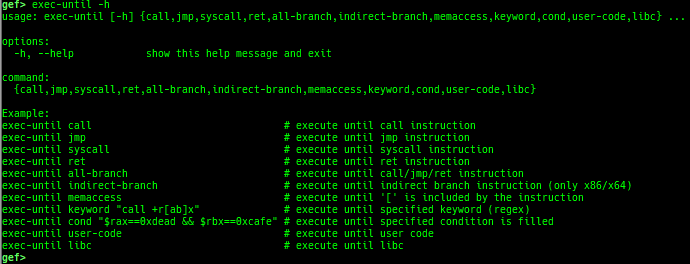 gef> exec-until -h
usage: exec-until [-h] {call,jmp,syscall,ret,all-branch,indirect-branch,memaccess,keyword,cond,user-code,libc} ...

options:
  -h, --help            show this help message and exit

command:
  {call,jmp,syscall,ret,all-branch,indirect-branch,memaccess,keyword,cond,user-code,libc}

Example:
exec-until call                                # execute until call instruction
exec-until jmp                                 # execute until jmp instruction
exec-until syscall                             # execute until syscall instruction
exec-until ret                                 # execute until ret instruction
exec-until all-branch                          # execute until call/jmp/ret instruction
exec-until indirect-branch                     # execute until indirect branch instruction (only x86/x64)
exec-until memaccess                           # execute until '[' is included by the instruction
exec-until keyword "call +r[ab]x"              # execute until specified keyword (regex)
exec-until cond "$rax==0xdead && $rbx==0xcafe" # execute until specified condition is filled
exec-until user-code                           # execute until user code
exec-until libc                                # execute until libc
gef>